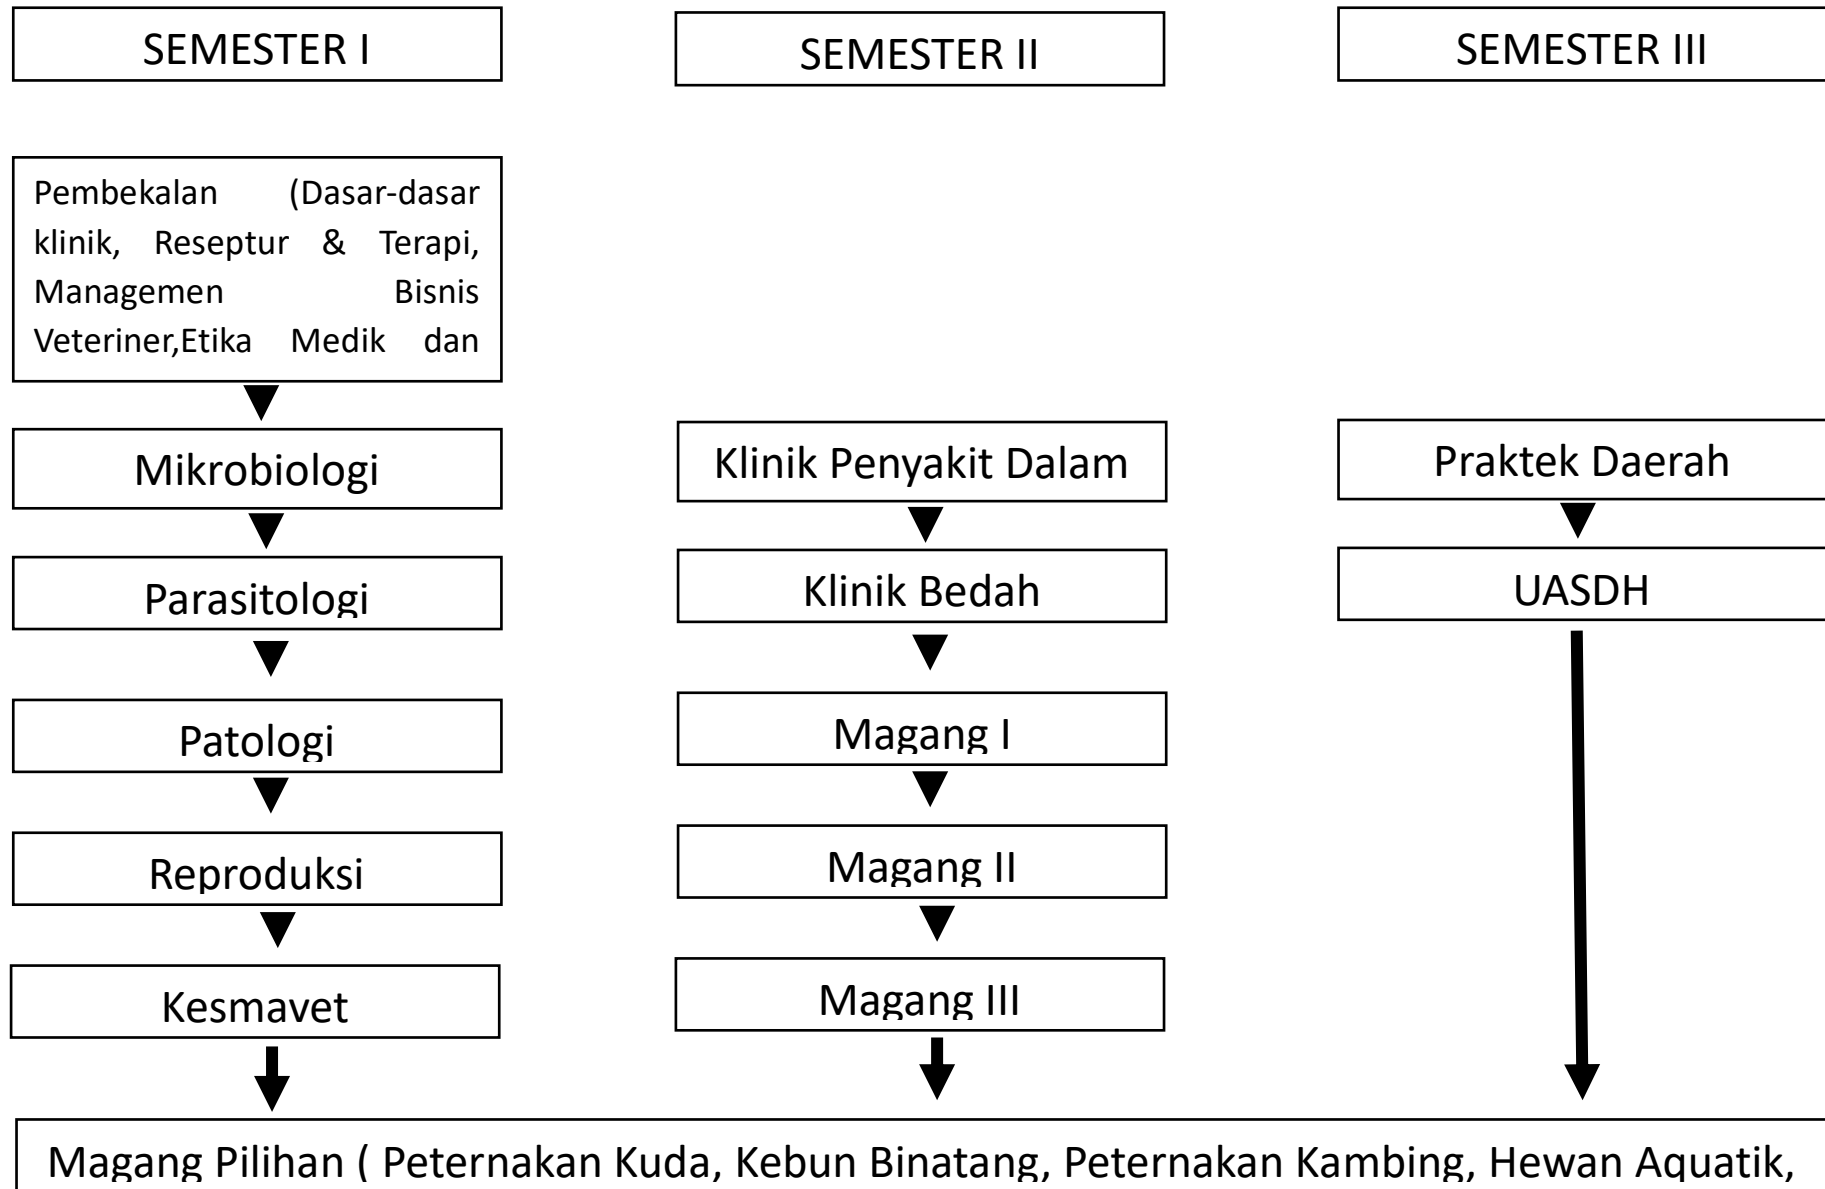 SEMESTER I
Pembekalan (Dasar-dasar
klinik, Reseptur & Terapi,
Managemen Bisnis
Veteriner,Etika Medik dan
Mikrobiologi
Parasitologi
Patologi
Reproduksi
Kesmavet
SEMESTER II
Klinik Penyakit Dalam
Klinik Bedah
Magang I
Magang II
Magang III
SEMESTER III
Praktek Daerah
UASDH
Magang Pilihan ( Peternakan Kuda, Kebun Binatang, Peternakan Kambing, Hewan Aquatik,